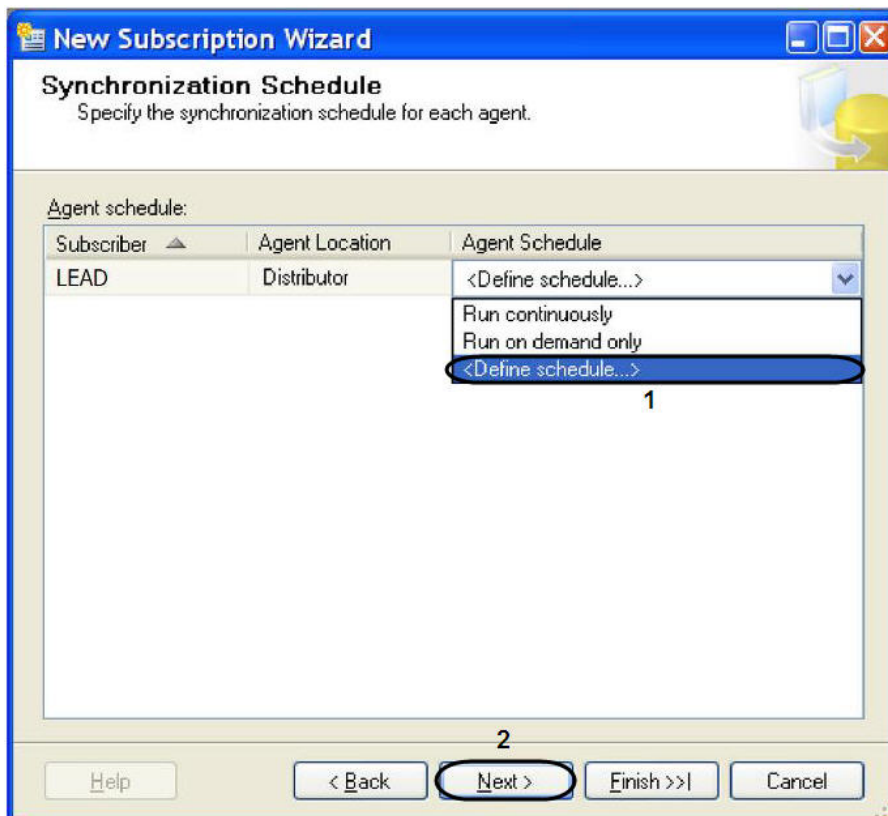 New Subscription Wizard
Synchronization Schedule
Specify the synchronization schedule for each agent.
Agent schedule:
Subscriber Agent Location Agent Schedule
LEAD Distributor <Define schedule...>
Run continuously
Run on demand only
<Define schedule...>
1
2
Help < Back Next > Finish >>| Cancel